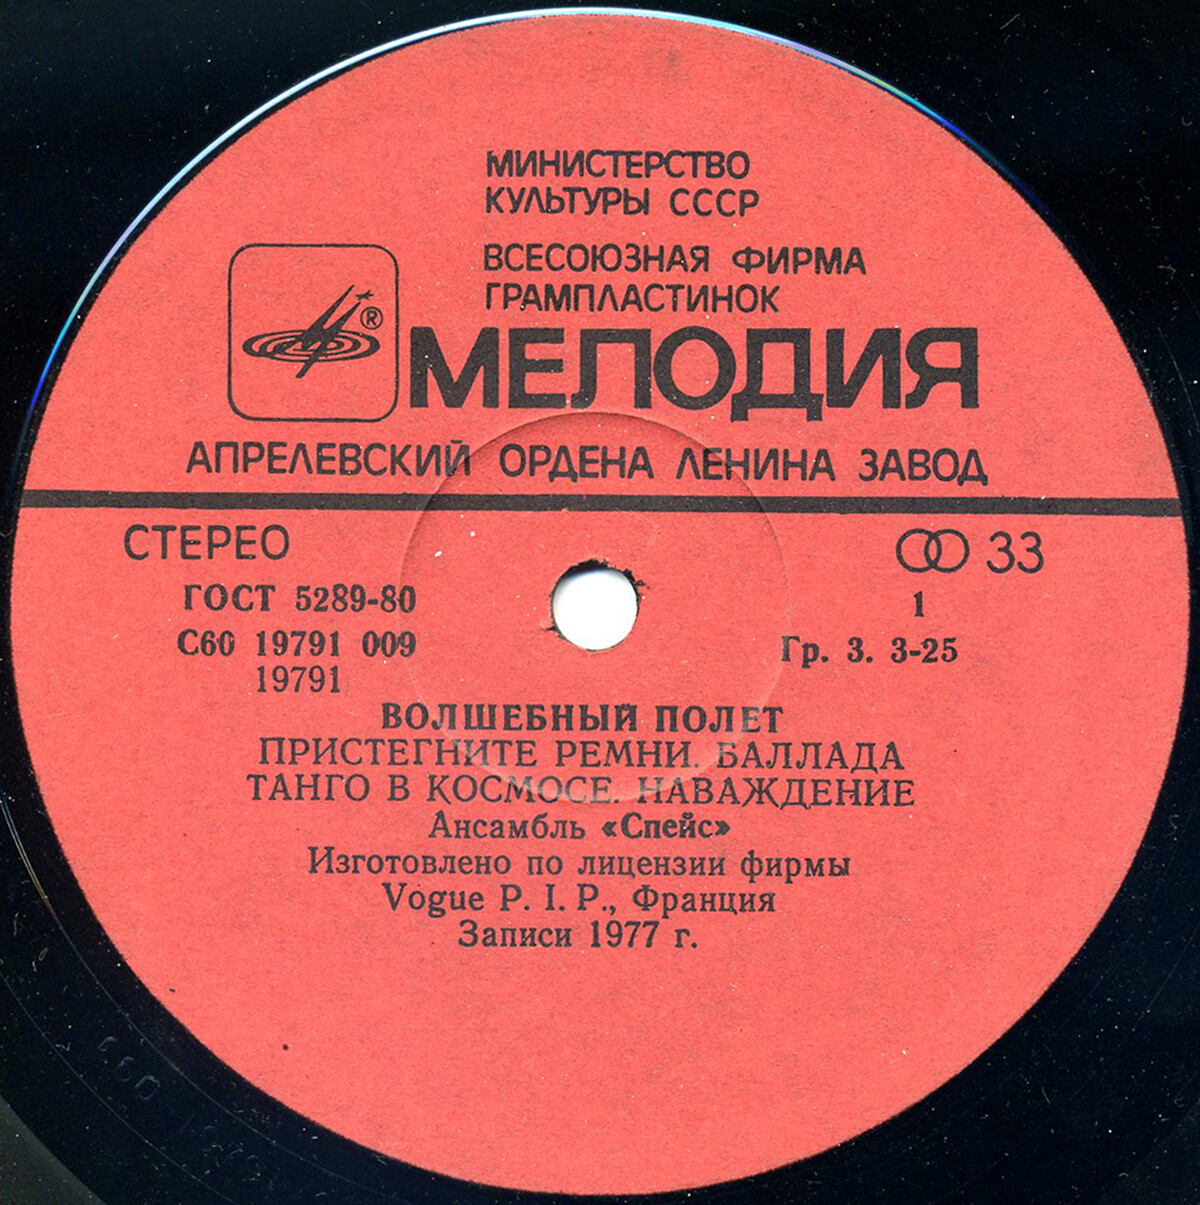 МИНИСТЕРСТВО
КУЛЬТУРЫ СССР
ВСЕСОЮЗНАЯ ФИРМА
ГРАМПЛАСТИНОК
®
МЕЛОДИЯ
АПРЕЛЕВСКИЙ ОРДЕНА ЛЕНИНА ЗАВОД
СТЕРЕО
33
ГОСТ 5289-80
1
С60 19791 009
Гр. 3. 3-25
19791
ВОЛШЕБНЫЙ ПОЛЕТ
ПРИСТЕГНИТЕ РЕМНИ. БАЛЛАДА
ТАНГО В КОСМОСЕ. НАВАЖДЕНИЕ
Ансамбль «Спейс»
Изготовлено по лицензии фирмы
Vogue P. I. P., Франция
Записи 1977 г.